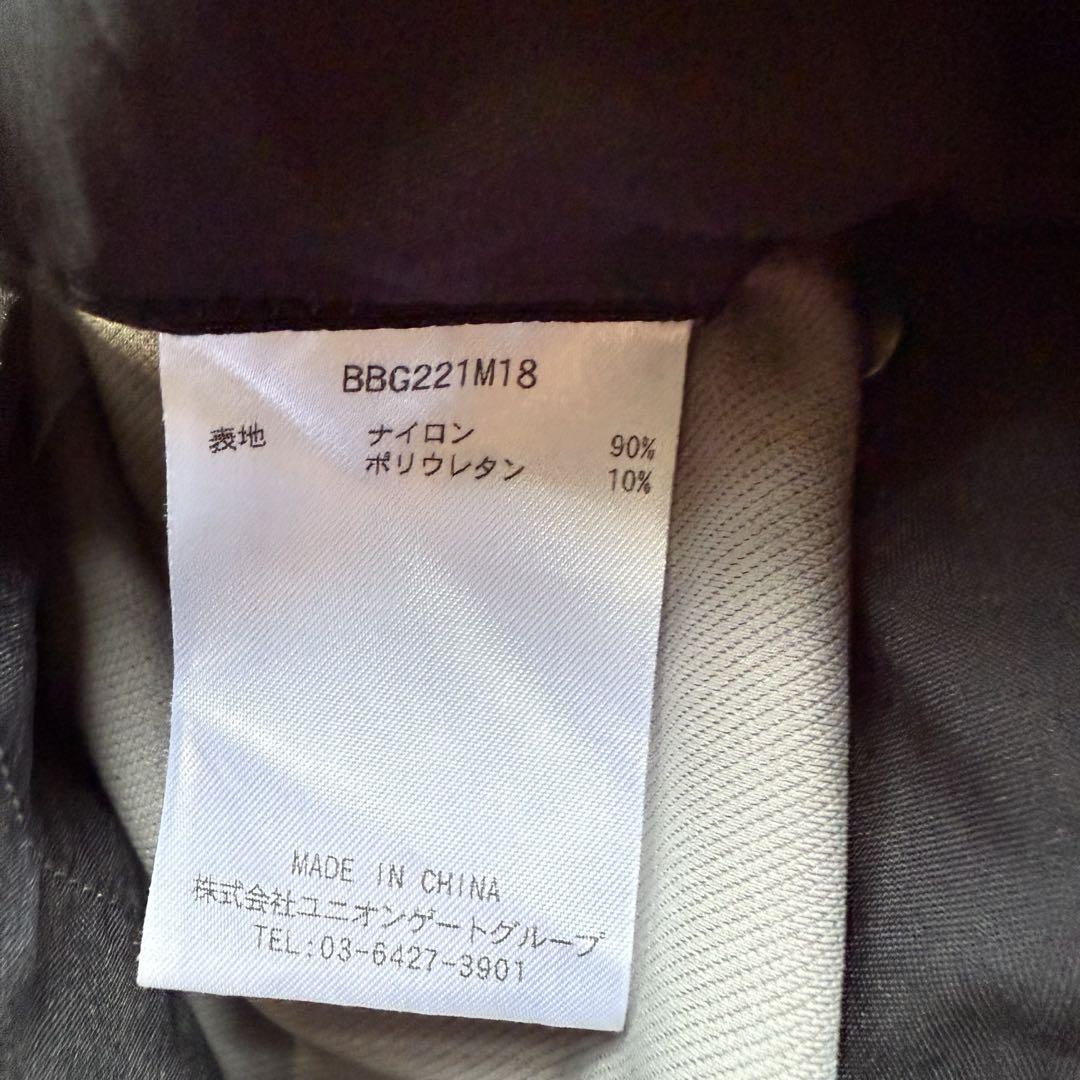 BBG221M18
表地 ナイロン 90%
ポリウレタン 10%
MADE IN CHINA
株式会社ユニオンゲートグループ
TEL:03-6427-3901